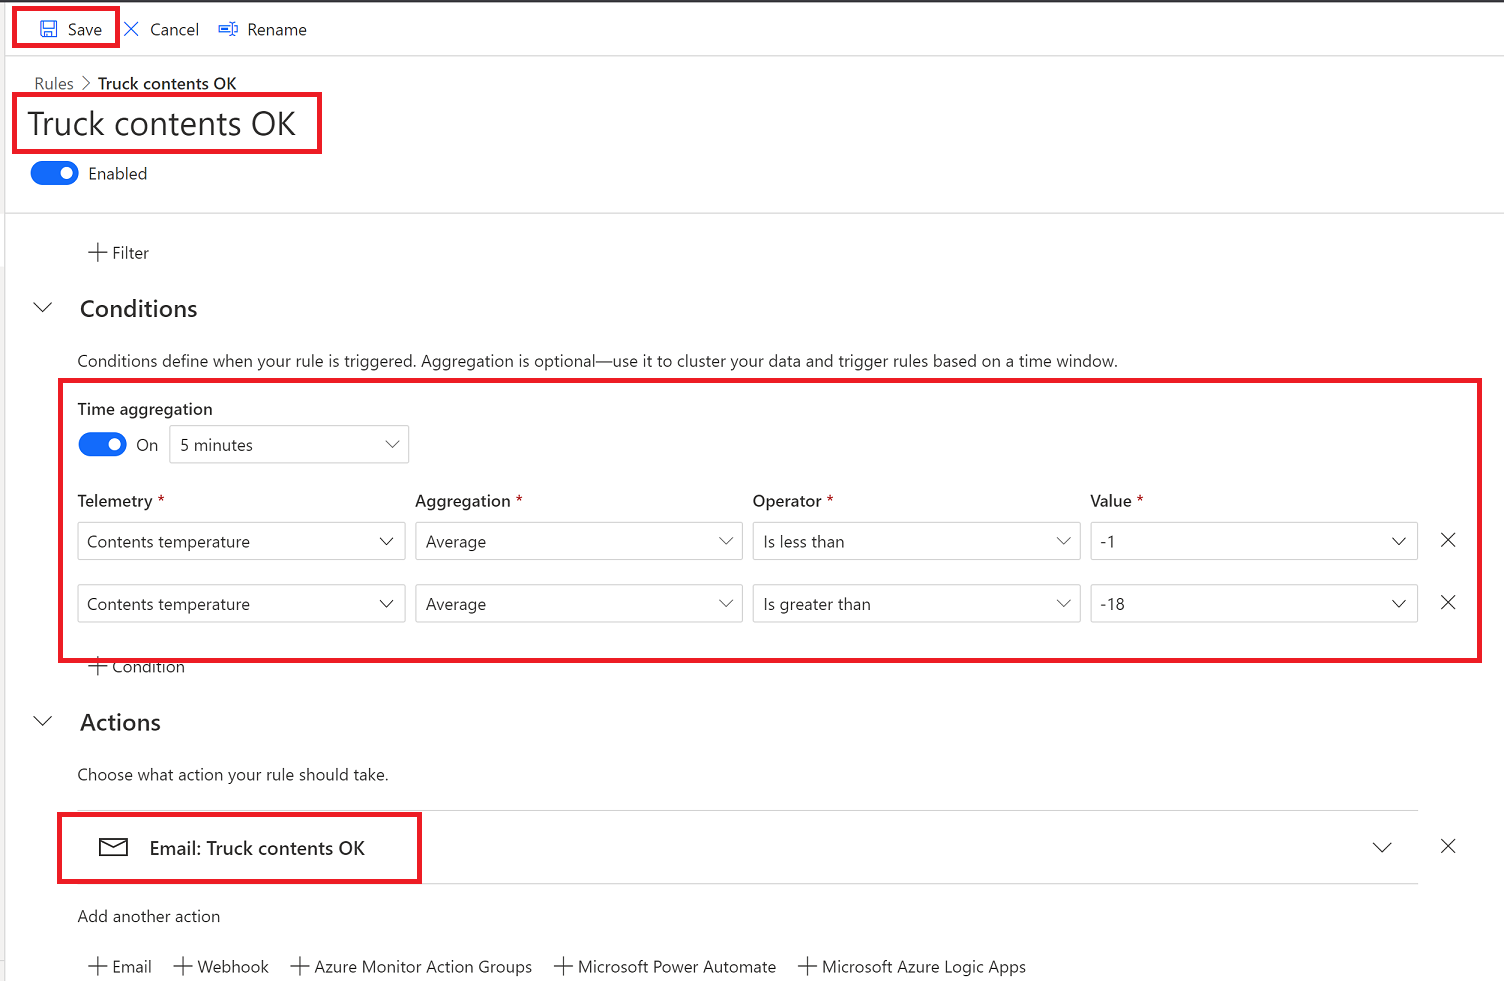 Save Cancel Rename
Rules > Truck contents OK
Truck contents OK
Enabled
+ Filter
Conditions
Conditions define when your rule is triggered. Aggregation is optional—use it to cluster your data and trigger rules based on a time window.
Time aggregation
On 5 minutes
Telemetry * Aggregation * Operator * Value *
Contents temperature Average Is less than -1
Contents temperature Average Is greater than -18
+ Condition
Actions
Choose what action your rule should take.
Email: Truck contents OK
Add another action
+ Email + Webhook + Azure Monitor Action Groups + Microsoft Power Automate + Microsoft Azure Logic Apps